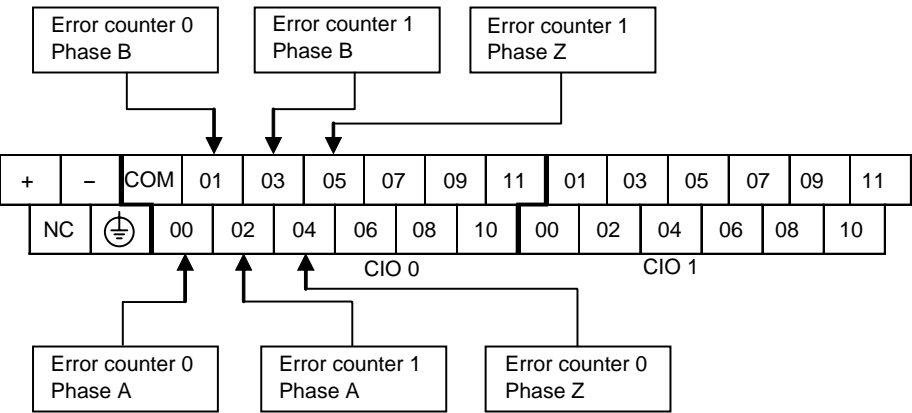 Error counter 0
Phase B
Error counter 1
Phase B
Error counter 1
Phase Z
+ − COM 01 03 05 07 09 11 01 03 05 07 09 11
NC 00 02 04 06 08 10 00 02 04 06 08 10
CIO 0 CIO 1
Error counter 0
Phase A
Error counter 1
Phase A
Error counter 0
Phase Z